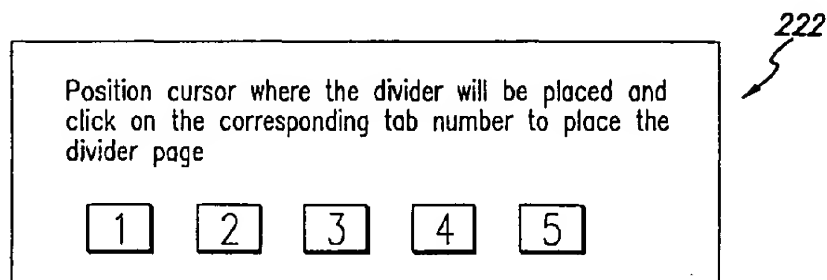 222
Position cursor where the divider will be placed and
click on the corresponding tab number to place the
divider page
1 2 3 4 5